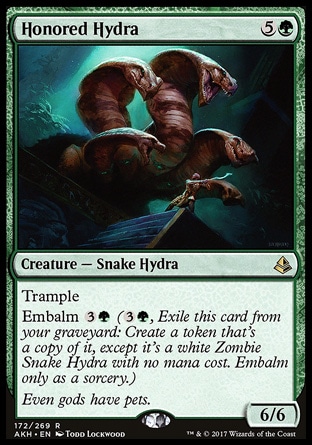 Honored Hydra 5
Creature — Snake Hydra
Trample
Embalm 3 (3, Exile this card from
your graveyard: Create a token that's
a copy of it, except it's a white Zombie
Snake Hydra with no mana cost. Embalm
only as a sorcery.)
Even gods have pets.
6/6
172/269 R
AKH • EN Todd Lockwood
™ & © 2017 Wizards of the Coast